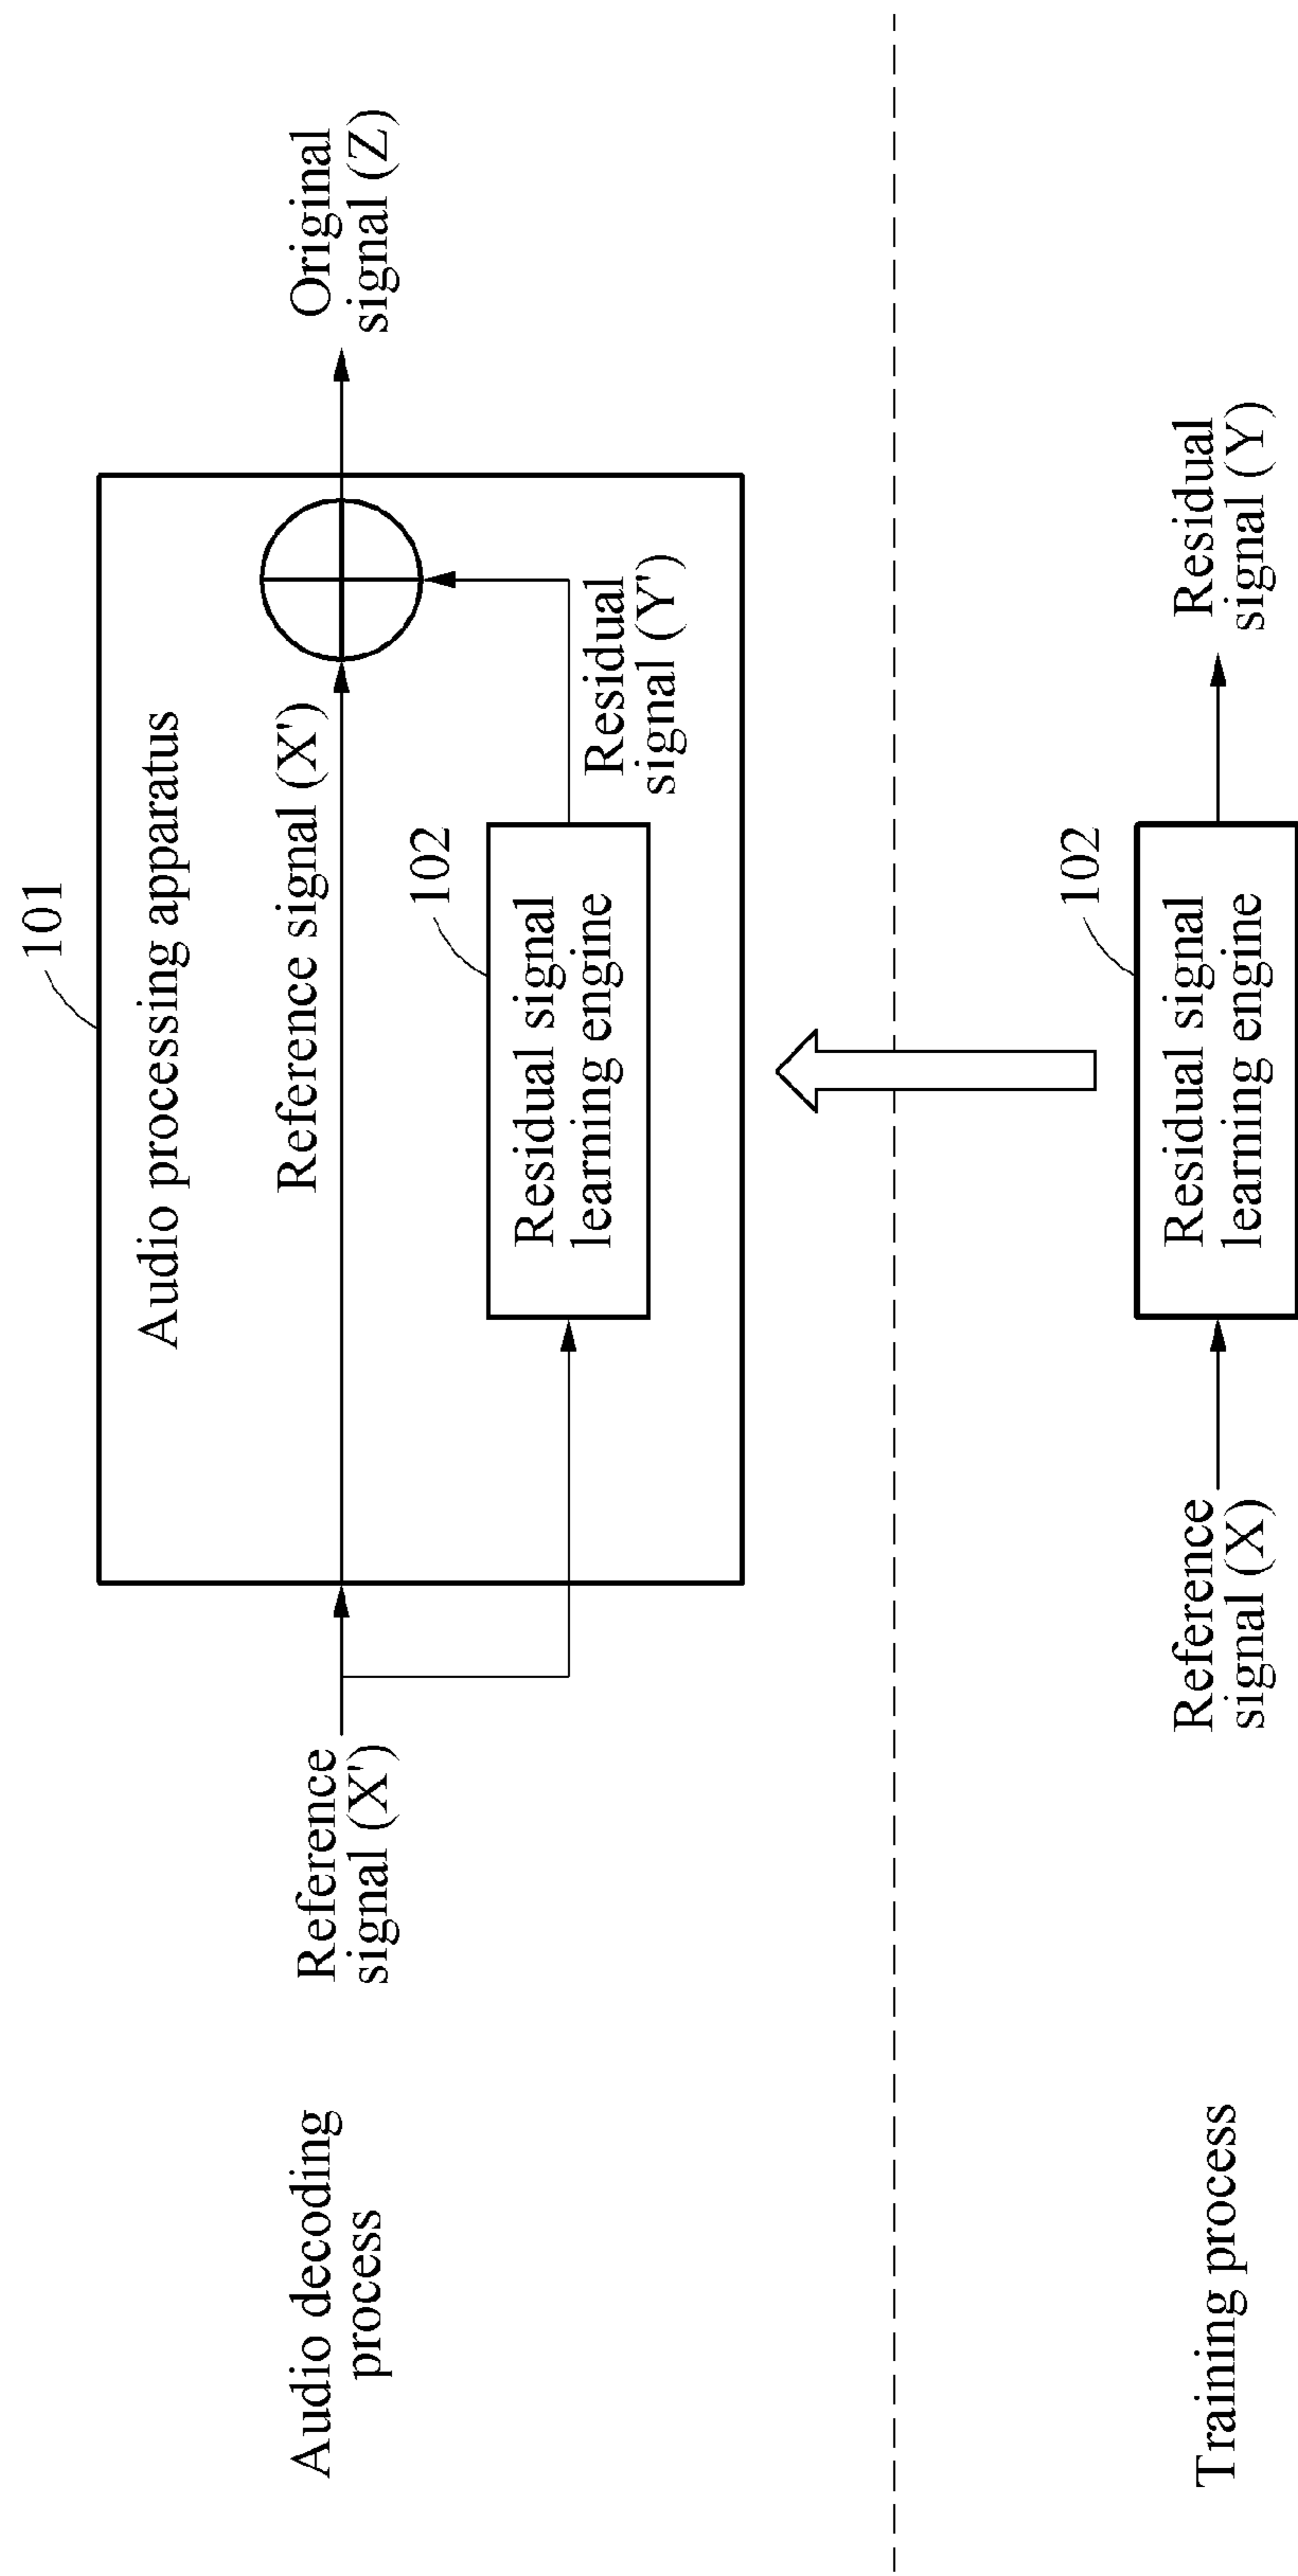 101
Audio processing apparatus
Audio decoding
process
Reference
signal (X')
Reference signal (X')
Original
signal (Z)
102
Residual signal
learning engine
Residual
signal (Y')
Training process
Reference
signal (X)
102
Residual signal
learning engine
Residual
signal (Y)